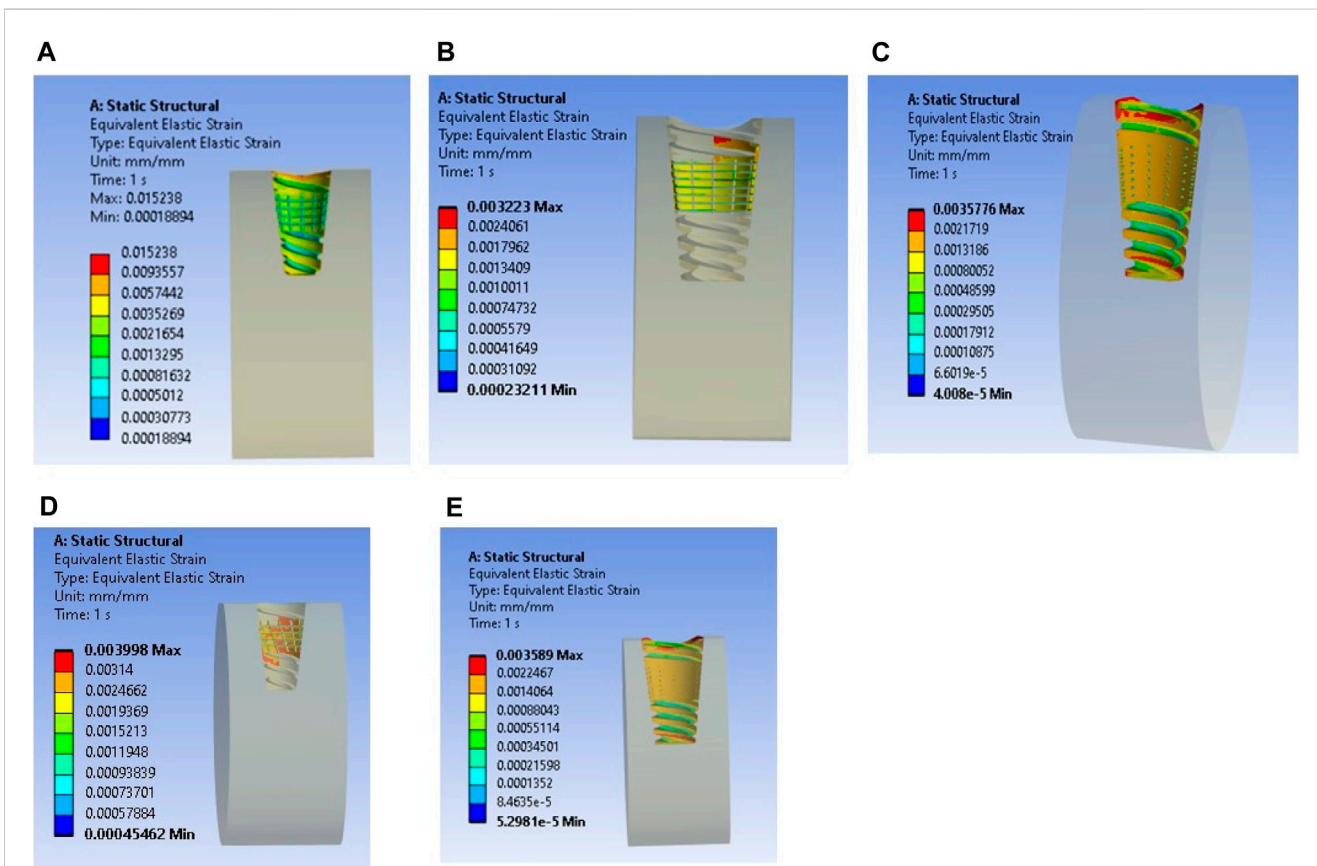 A
A: Static Structural
Equivalent Elastic Strain
Type: Equivalent Elastic Strain
Unit: mm/mm
Time: 1 s
Max: 0.015238
Min: 0.00018894
0.015238
0.0093557
0.0057442
0.0035269
0.0021654
0.0013295
0.00081632
0.0005012
0.00030773
0.00018894
B
A: Static Structural
Equivalent Elastic Strain
Type: Equivalent Elastic Strain
Unit: mm/mm
Time: 1 s
0.003223 Max
0.0024061
0.0017962
0.0013409
0.0010011
0.00074732
0.0005579
0.00041649
0.00031092
0.00023211 Min
C
A: Static Structural
Equivalent Elastic Strain
Type: Equivalent Elastic Strain
Unit: mm/mm
Time: 1 s
0.0035776 Max
0.0021719
0.0013186
0.00080052
0.00048599
0.00029505
0.00017912
0.00010875
6.6019e-5
4.008e-5 Min
D
A: Static Structural
Equivalent Elastic Strain
Type: Equivalent Elastic Strain
Unit: mm/mm
Time: 1 s
0.003998 Max
0.00314
0.0024662
0.0019369
0.0015213
0.0011948
0.00093839
0.00073701
0.00057884
0.00045462 Min
E
A: Static Structural
Equivalent Elastic Strain
Type: Equivalent Elastic Strain
Unit: mm/mm
Time: 1 s
0.003589 Max
0.0022467
0.0014064
0.00088043
0.00055114
0.00034501
0.00021598
0.0001352
8.4635e-5
5.2981e-5 Min